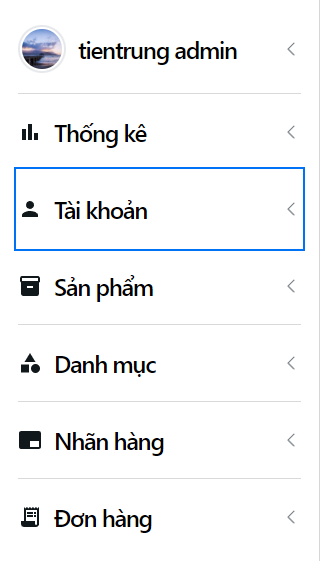 tientrung admin
Thống kê
Tài khoản
Sản phẩm
Danh mục
Nhãn hàng
Đơn hàng